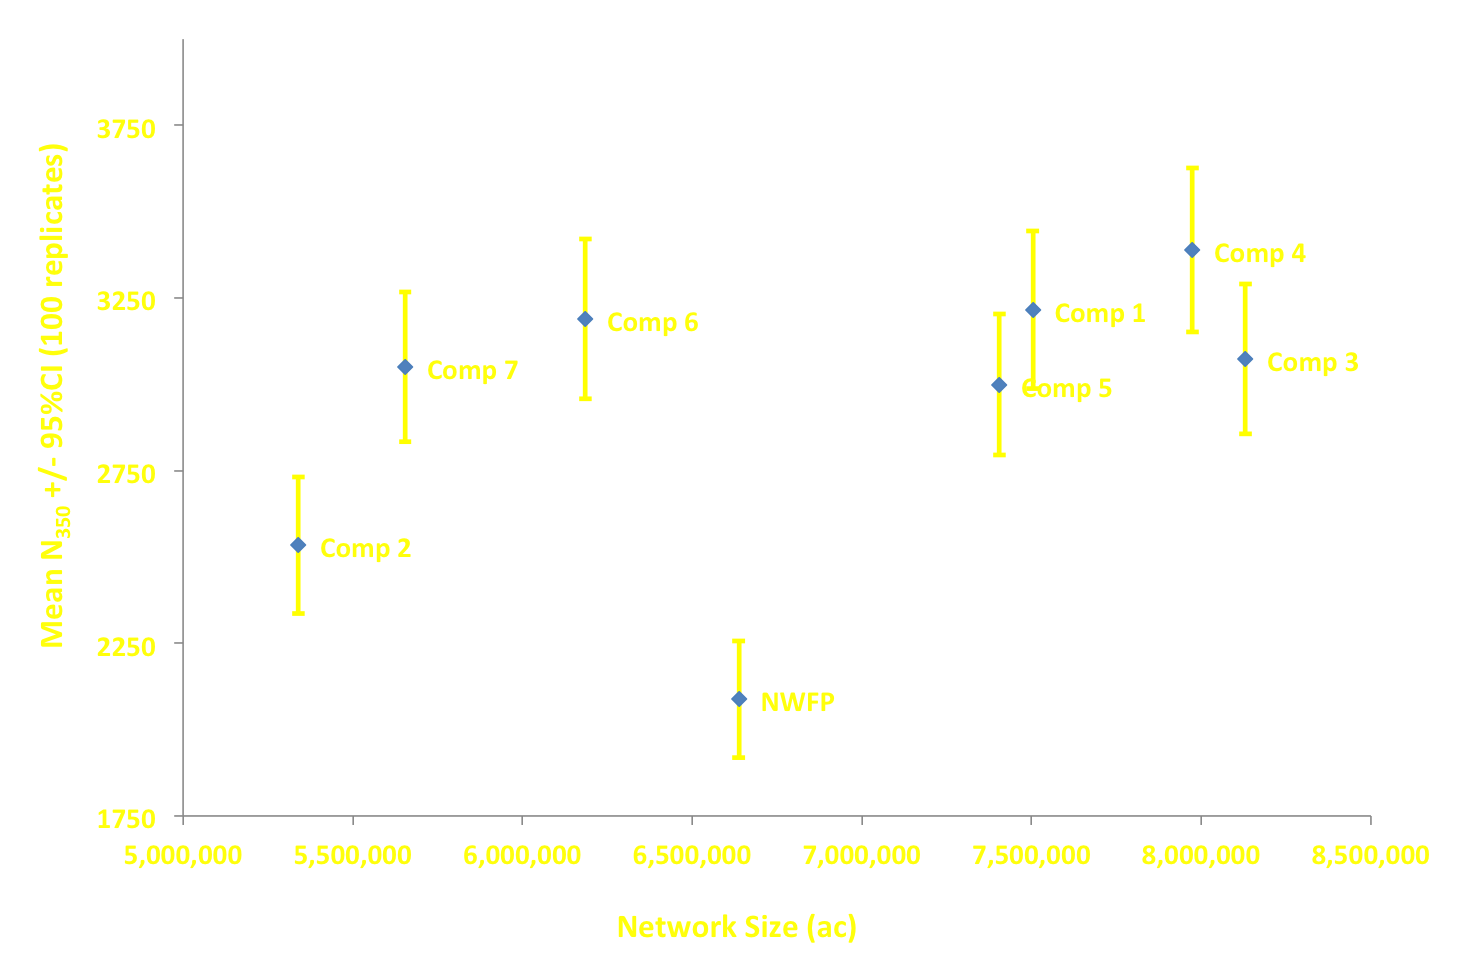 Mean N350 +/- 95%CI (100 replicates)
3750
3250
2750
2250
1750
Comp 4
Comp 1
Comp 6
Comp 3
Comp 7
Comp 5
Comp 2
NWFP
5,000,000 5,500,000 6,000,000 6,500,000 7,000,000 7,500,000 8,000,000 8,500,000
Network Size (ac)